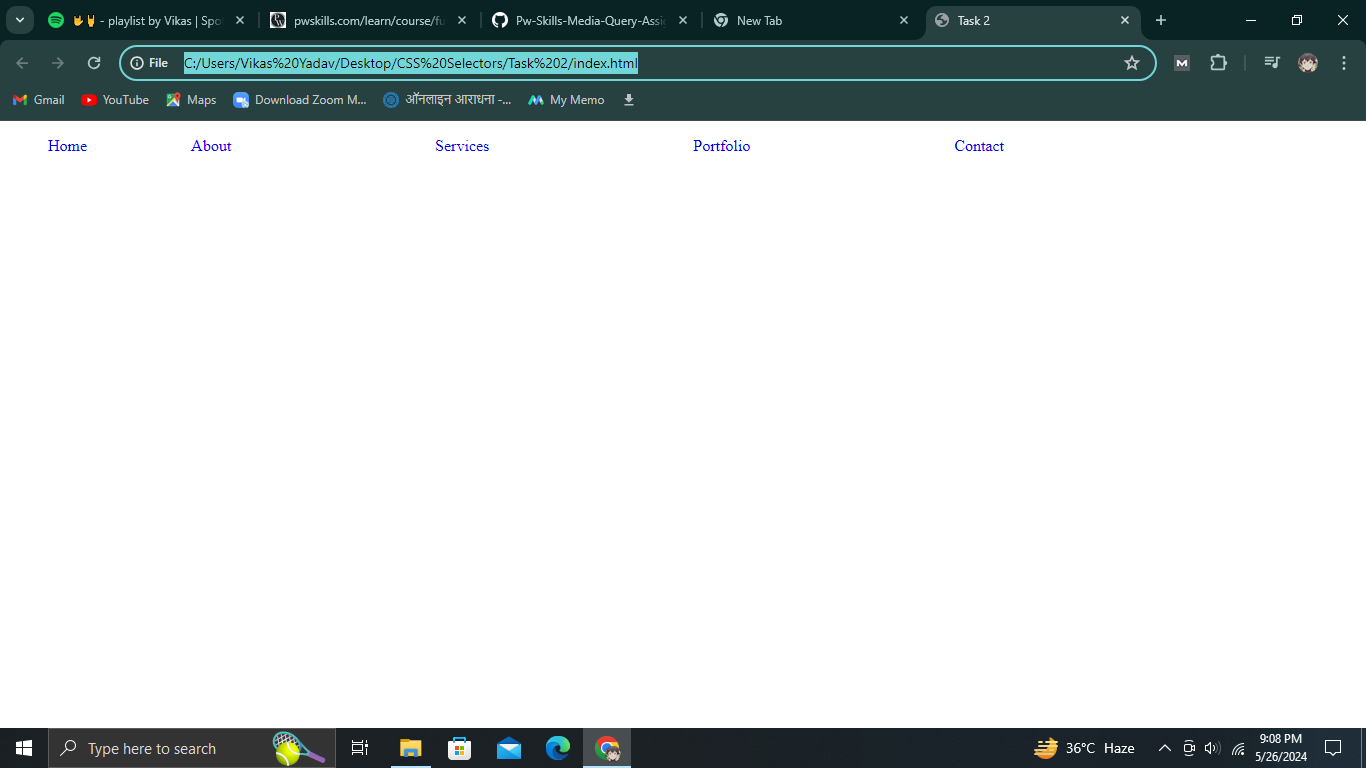 🤘🤘 - playlist by Vikas | Spo
pwskills.com/learn/course/fu
Pw-Skills-Media-Query-Assi
New Tab
Task 2
File C:/Users/Vikas%20Yadav/Desktop/CSS%20Selectors/Task%202/index.html
Gmail YouTube Maps Download Zoom M... ऑनलाइन आराधना -... My Memo
Home About Services Portfolio Contact
Type here to search
36°C Haze
9:08 PM
5/26/2024